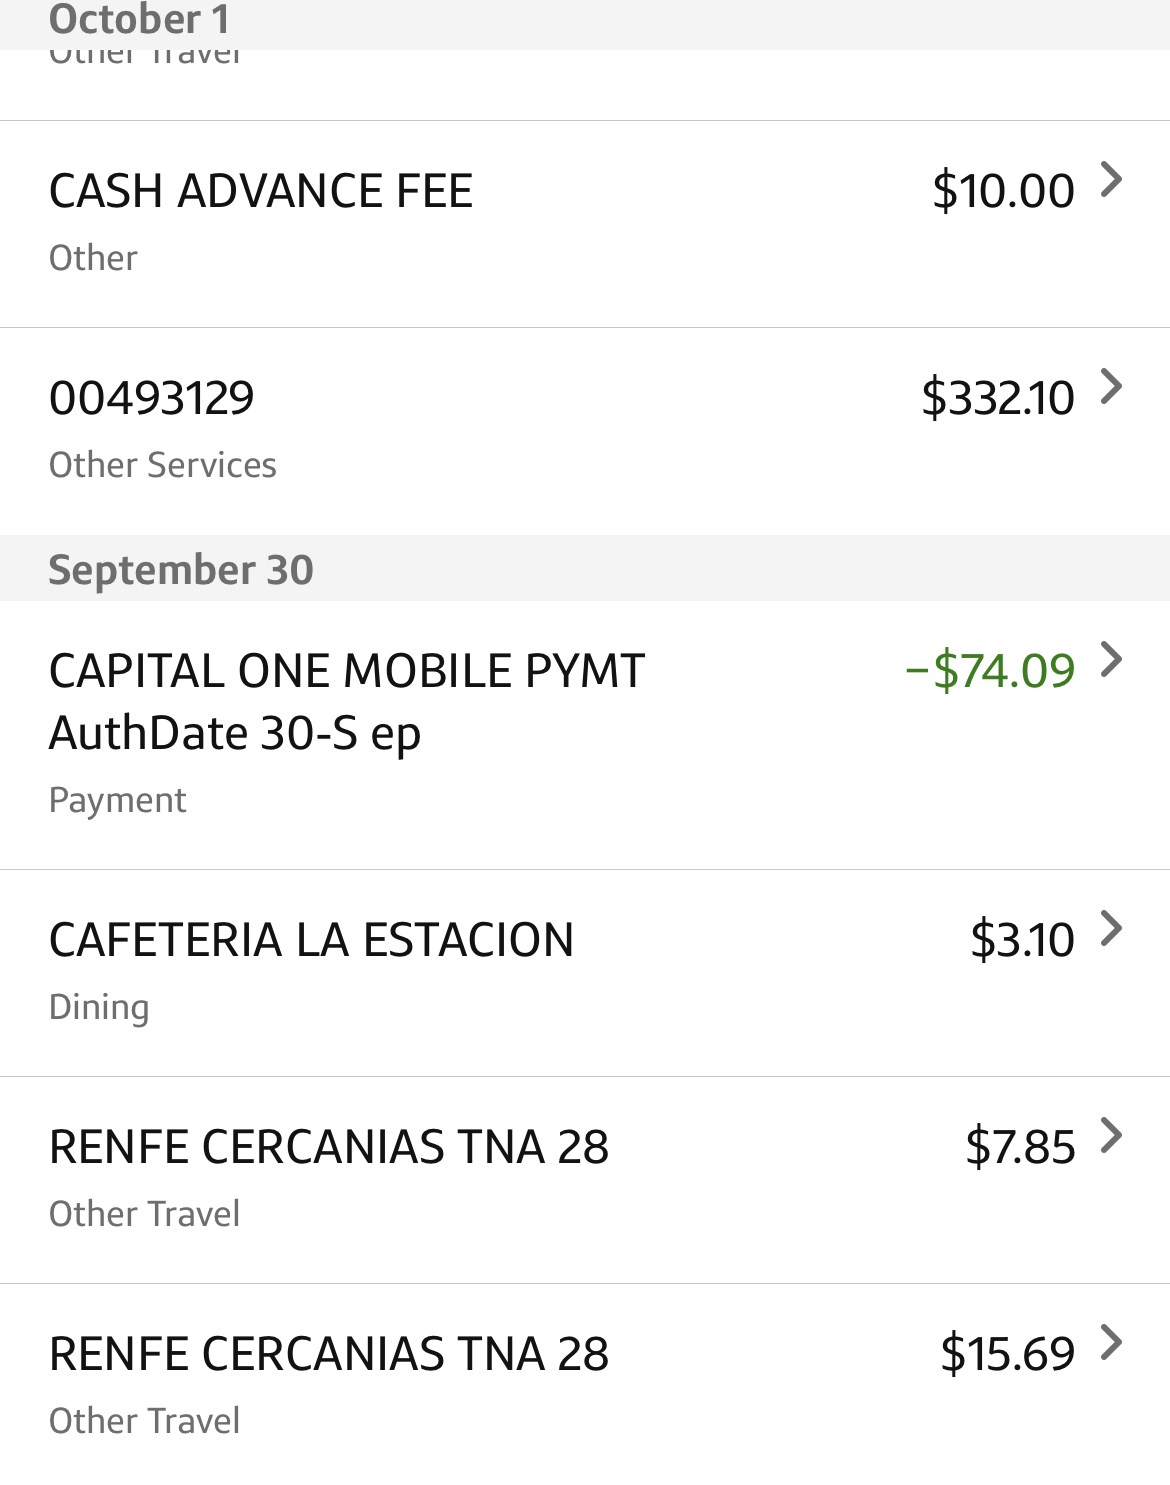 October 1
Other Travel
CASH ADVANCE FEE $10.00
Other
00493129 $332.10
Other Services
September 30
CAPITAL ONE MOBILE PYMT -$74.09
AuthDate 30-S ep
Payment
CAFETERIA LA ESTACION $3.10
Dining
RENFE CERCANIAS TNA 28 $7.85
Other Travel
RENFE CERCANIAS TNA 28 $15.69
Other Travel